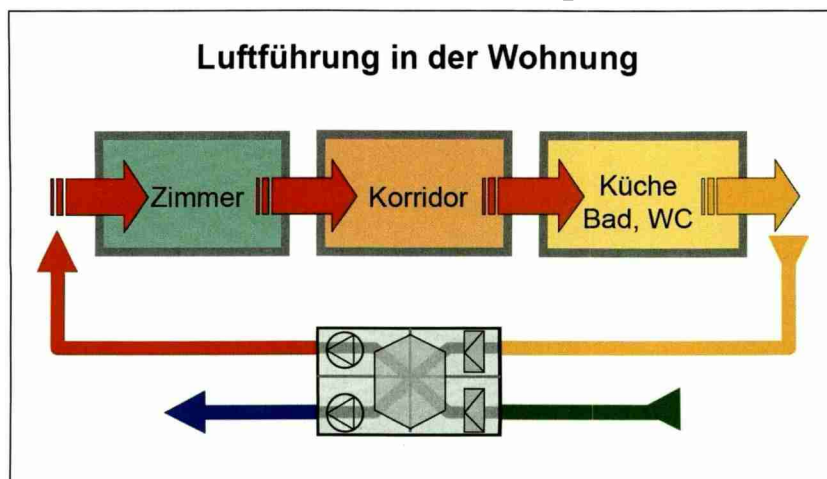 Luftführung in der Wohnung
Zimmer
Korridor
Küche
Bad, WC